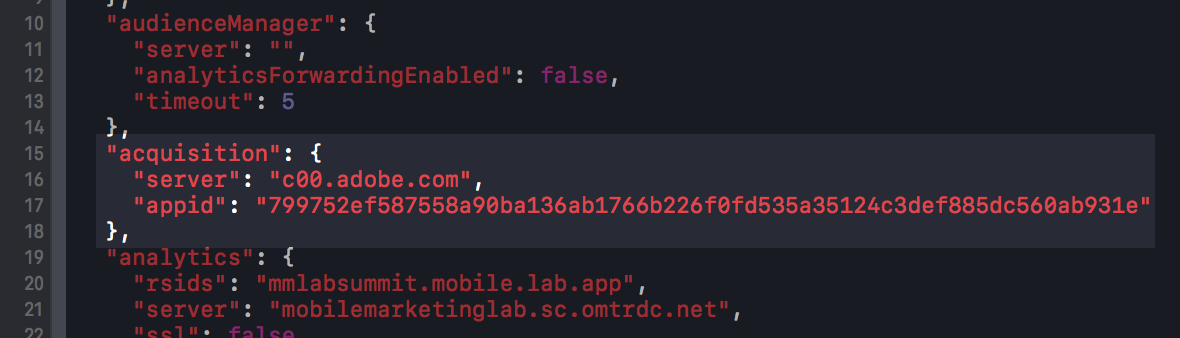 9 },
10 "audienceManager": {
11 "server": "",
12 "analyticsForwardingEnabled": false,
13 "timeout": 5
14 },
15 "acquisition": {
16 "server": "c00.adobe.com",
17 "appid": "799752ef587558a90ba136ab1766b226f0fd535a35124c3def885dc560ab931e"
18 },
19 "analytics": {
20 "rsids": "mmlabsummit.mobile.lab.app",
21 "server": "mobilemarketinglab.sc.omtrdc.net",
22 "ssl": false